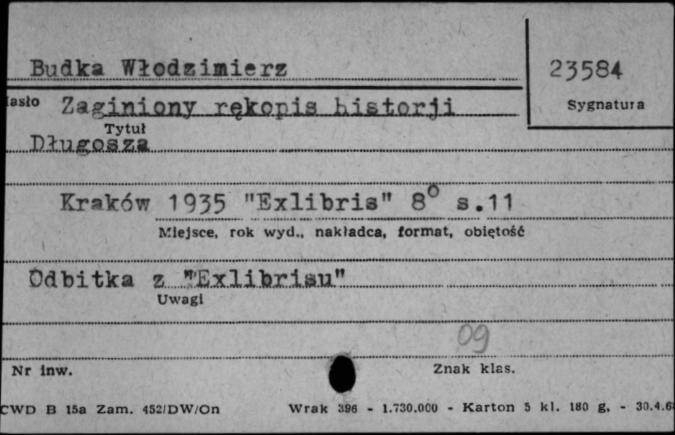 Budka Włodzimierz
23584
asło Zaginiony rękopis historji
Sygnatura
Tytuł
Długosza
Kraków 1935 "Exlibris" 8° s.11
Miejsce, rok wyd., nakładca, format, objętość
Odbitka z "Exlibrisu"
Uwagi
09
Nr inw.
Znak klas.
CWD B 15a Zam. 452/DW/On Wrak 396 - 1.730.000 - Karton 5 kl. 180 g. - 30.4.6